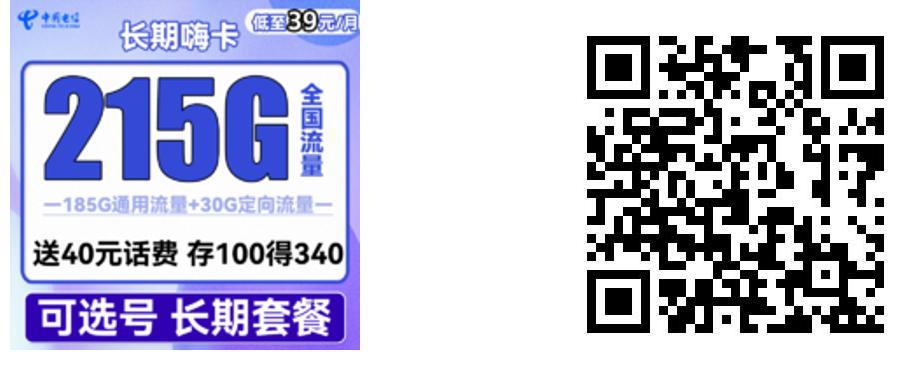 中国电信
低至39元/月
长期嗨卡
215G
全国流量
185G通用流量+30G定向流量
送40元话费 存100得340
可选号 长期套餐